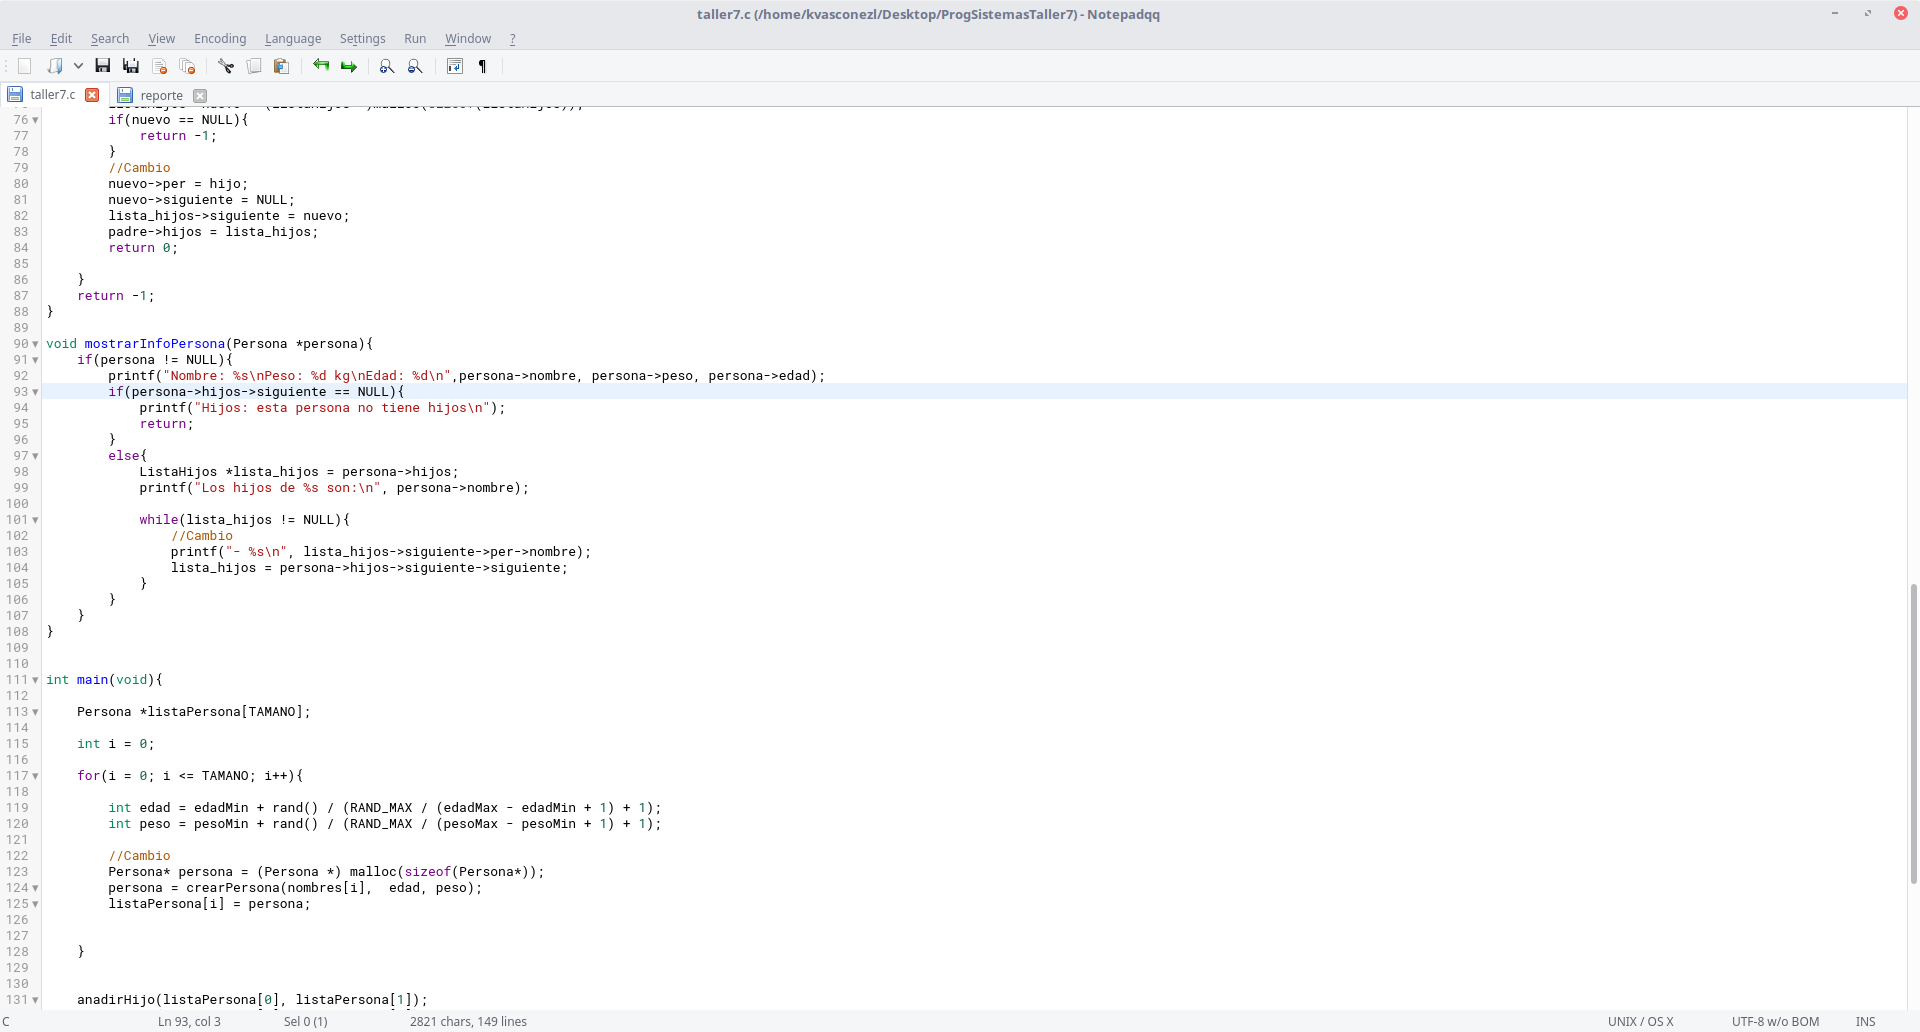 taller7.c (/home/kvasconezl/Desktop/ProgSistemasTaller7) - Notepadqq
File Edit Search View Encoding Language Settings Run Window ?
taller7.c reporte
76 if(nuevo == NULL){
77 return -1;
78 }
79 //Cambio
80 nuevo->per = hijo;
81 nuevo->siguiente = NULL;
82 lista_hijos->siguiente = nuevo;
83 padre->hijos = lista_hijos;
84 return 0;
85
86 }
87 return -1;
88 }
89
90 void mostrarInfoPersona(Persona *persona){
91 if(persona != NULL){
92 printf("Nombre: %s\nPeso: %d kg\nEdad: %d\n",persona->nombre, persona->peso, persona->edad);
93 if(persona->hijos->siguiente == NULL){
94 printf("Hijos: esta persona no tiene hijos\n");
95 return;
96 }
97 else{
98 ListaHijos *lista_hijos = persona->hijos;
99 printf("Los hijos de %s son:\n", persona->nombre);
100
101 while(lista_hijos != NULL){
102 //Cambio
103 printf("- %s\n", lista_hijos->siguiente->per->nombre);
104 lista_hijos = persona->hijos->siguiente->siguiente;
105 }
106 }
107 }
108 }
109
110
111 int main(void){
112
113 Persona *listaPersona[TAMANO];
114
115 int i = 0;
116
117 for(i = 0; i <= TAMANO; i++){
118
119 int edad = edadMin + rand() / (RAND_MAX / (edadMax - edadMin + 1) + 1);
120 int peso = pesoMin + rand() / (RAND_MAX / (pesoMax - pesoMin + 1) + 1);
121
122 //Cambio
123 Persona* persona = (Persona *) malloc(sizeof(Persona*));
124 persona = crearPersona(nombres[i],  edad, peso);
125 listaPersona[i] = persona;
126
127
128 }
129
130
131 anadirHijo(listaPersona[0], listaPersona[1]);
C Ln 93, col 3 Sel 0 (1) 2821 chars, 149 lines UNIX / OS X UTF-8 w/o BOM INS